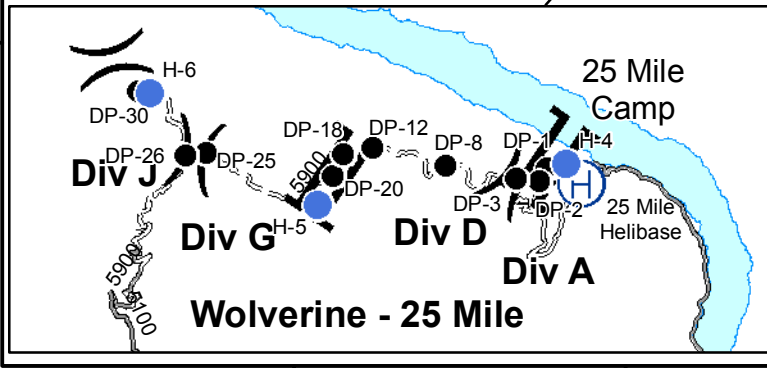 H-6
25 Mile
Camp
DP-30
DP-18
DP-12
DP-8
DP-1
H-4
DP-26
DP-25
5900
DP-20
Div J
H
DP-3
DP-2
25 Mile
Helibase
H-5
Div G
Div D
Div A
5900
5100
Wolverine - 25 Mile